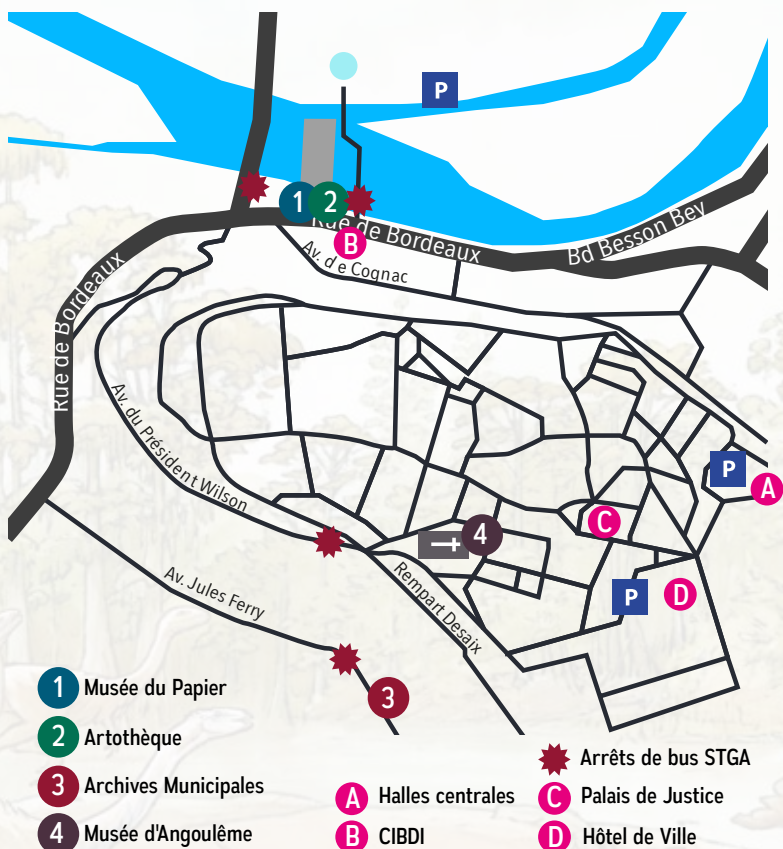 P
1
2
Rue de Bordeaux
B
Bd Besson Bey
Av. de Cognac
Rue de Bordeaux
Av. du Président Wilson
P
A
C
4
Rempart Desaix
Av. Jules Ferry
P
D
3
1 Musée du Papier
2 Artothèque
3 Archives Municipales
4 Musée d'Angoulême
A Halles centrales
B CIBDI
Arrêts de bus STGA
C Palais de Justice
D Hôtel de Ville